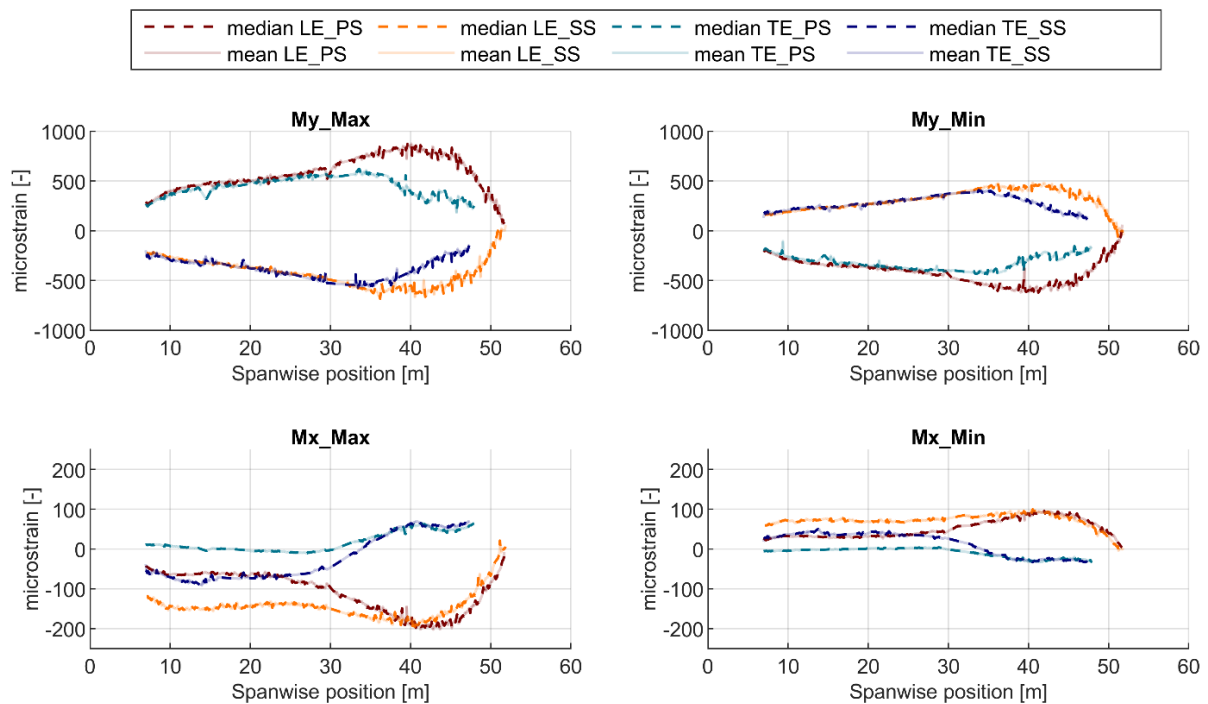 median LE_PS median LE_SS median TE_PS median TE_SS
mean LE_PS mean LE_SS mean TE_PS mean TE_SS
My_Max
1000
500
0
-500
-1000
microstrain [-]
0 10 20 30 40 50 60
Spanwise position [m]
My_Min
1000
500
0
-500
-1000
microstrain [-]
0 10 20 30 40 50 60
Spanwise position [m]
Mx_Max
200
100
0
-100
-200
microstrain [-]
0 10 20 30 40 50 60
Spanwise position [m]
Mx_Min
200
100
0
-100
-200
microstrain [-]
0 10 20 30 40 50 60
Spanwise position [m]